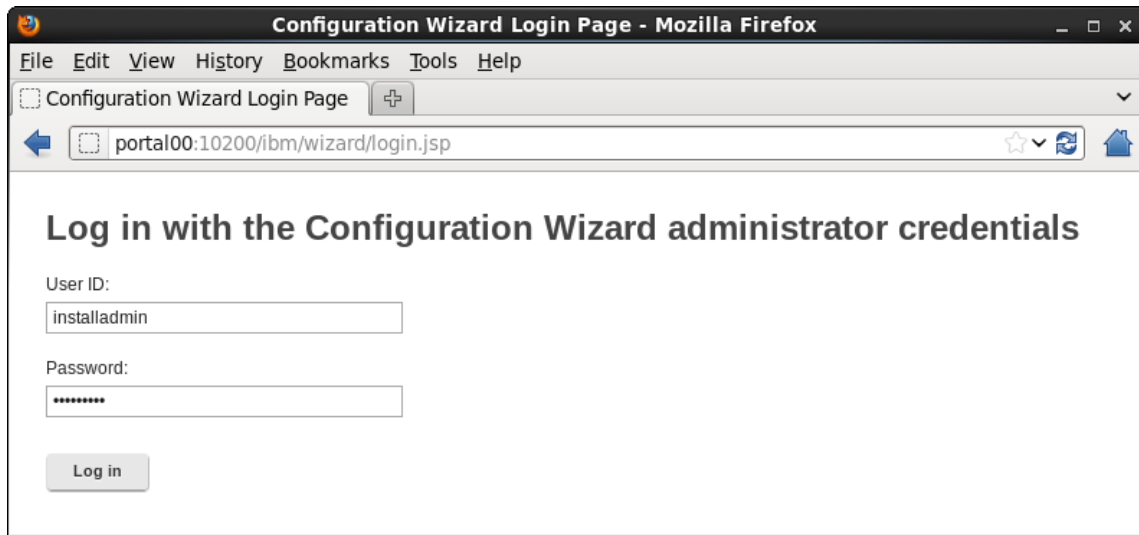 Configuration Wizard Login Page - Mozilla Firefox
File Edit View History Bookmarks Tools Help
Configuration Wizard Login Page
portal00:10200/ibm/wizard/login.jsp
Log in with the Configuration Wizard administrator credentials
User ID:
installadmin
Password:
•••••••••
Log in